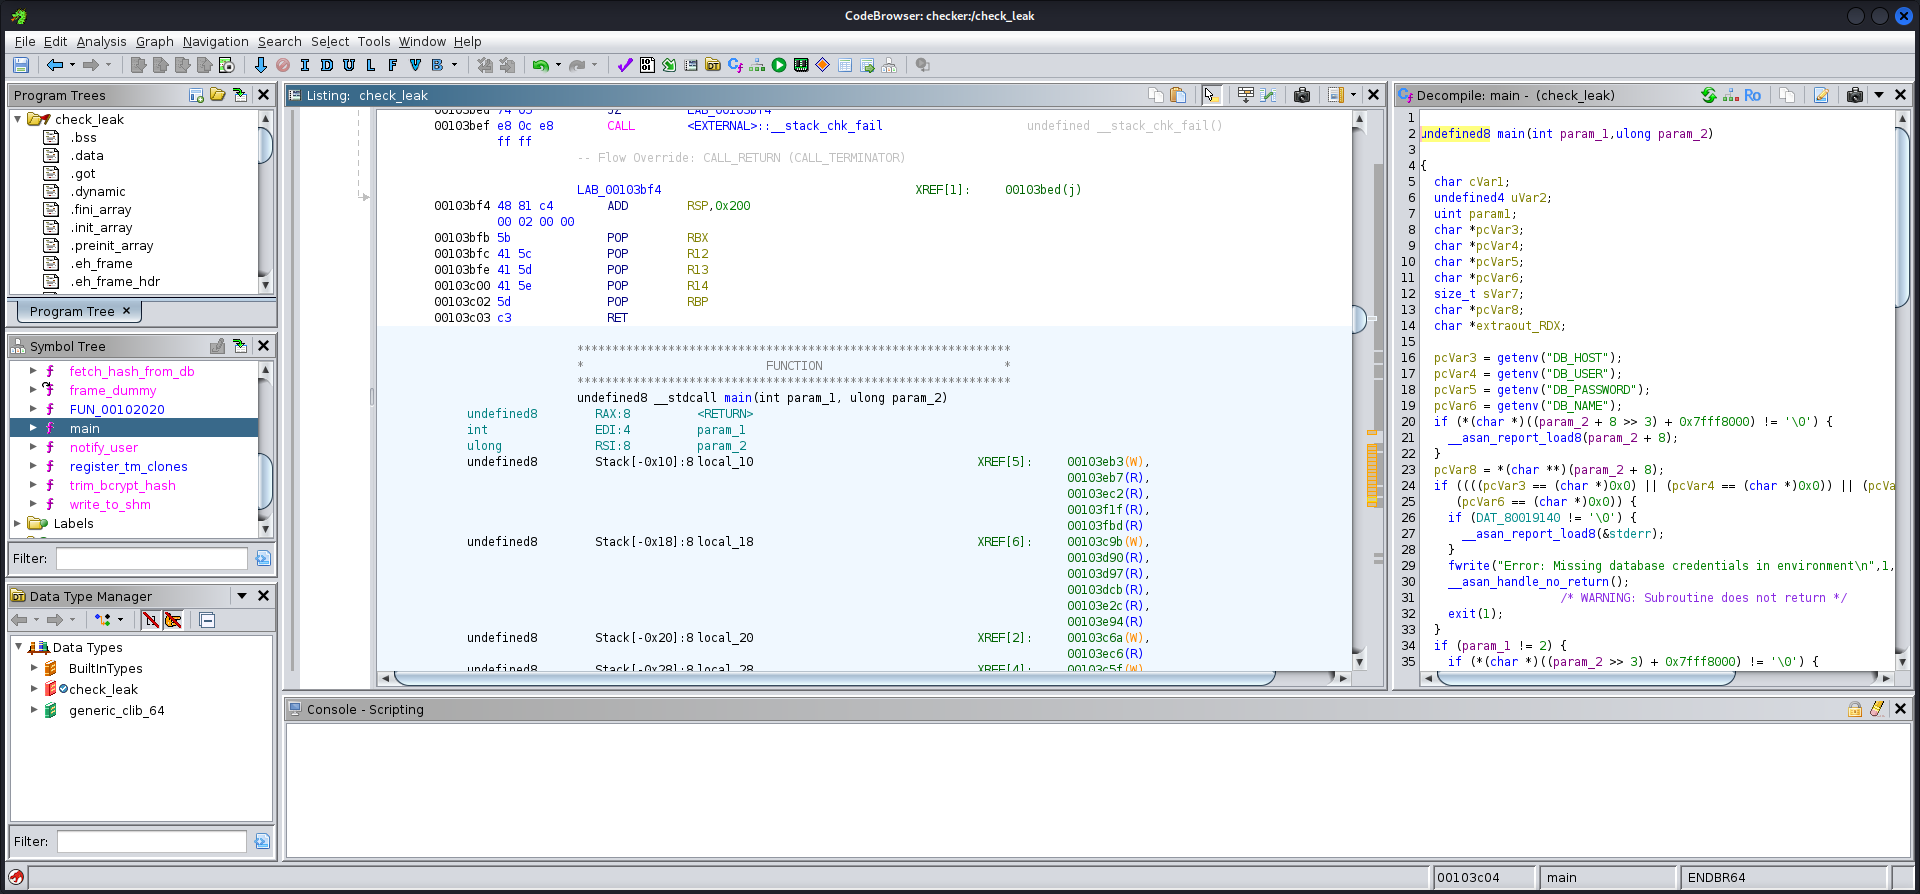 CodeBrowser: checker:/check_leak
File Edit Analysis Graph Navigation Search Select Tools Window Help
I D U L F V B
Program Trees
check_leak
.bss
.data
.got
.dynamic
.fini_array
.init_array
.preinit_array
.eh_frame
.eh_frame_hdr
Program Tree ×
Symbol Tree
fetch_hash_from_db
frame_dummy
FUN_00102020
main
notify_user
register_tm_clones
trim_bcrypt_hash
write_to_shm
Labels
Filter:
Data Type Manager
Data Types
BuiltInTypes
check_leak
generic_clib_64
Filter:
Listing: check_leak
00103bed 74 05 JZ LAB_00103bf4
00103bef e8 0c e8 CALL <EXTERNAL>::__stack_chk_fail undefined __stack_chk_fail()
ff ff
-- Flow Override: CALL_RETURN (CALL_TERMINATOR)
LAB_00103bf4 XREF[1]: 00103bed(j)
00103bf4 48 81 c4 ADD RSP,0x200
00 02 00 00
00103bfb 5b POP RBX
00103bfc 41 5c POP R12
00103bfe 41 5d POP R13
00103c00 41 5e POP R14
00103c02 5d POP RBP
00103c03 c3 RET
**************************************************************
* FUNCTION *
**************************************************************
undefined8 __stdcall main(int param_1, ulong param_2)
undefined8 RAX:8 <RETURN>
int EDI:4 param_1
ulong RSI:8 param_2
undefined8 Stack[-0x10]:8 local_10 XREF[5]: 00103eb3(W),
00103eb7(R),
00103ec2(R),
00103f1f(R),
00103fbd(R)
undefined8 Stack[-0x18]:8 local_18 XREF[6]: 00103c9b(W),
00103d90(R),
00103d97(R),
00103dcb(R),
00103e2c(R),
00103e94(R)
undefined8 Stack[-0x20]:8 local_20 XREF[2]: 00103c6a(W),
00103ec6(R)
undefined8 Stack[-0x28]:8 local_28 XREF[4]: 00103c5f(W)
Decompile: main - (check_leak)
1
2 undefined8 main(int param_1,ulong param_2)
3
4 {
5 char cVar1;
6 undefined4 uVar2;
7 uint param1;
8 char *pcVar3;
9 char *pcVar4;
10 char *pcVar5;
11 char *pcVar6;
12 size_t sVar7;
13 char *pcVar8;
14 char *extraout_RDX;
15
16 pcVar3 = getenv("DB_HOST");
17 pcVar4 = getenv("DB_USER");
18 pcVar5 = getenv("DB_PASSWORD");
19 pcVar6 = getenv("DB_NAME");
20 if (*(char *)((param_2 + 8 >> 3) + 0x7fff8000) != '\0') {
21 __asan_report_load8(param_2 + 8);
22 }
23 pcVar8 = *(char **)(param_2 + 8);
24 if ((((pcVar3 == (char *)0x0) || (pcVar4 == (char *)0x0)) || (pcVa
25 (pcVar6 == (char *)0x0)) {
26 if (DAT_80019140 != '\0') {
27 __asan_report_load8(&stderr);
28 }
29 fwrite("Error: Missing database credentials in environment\n",1,
30 __asan_handle_no_return();
31 /* WARNING: Subroutine does not return */
32 exit(1);
33 }
34 if (param_1 != 2) {
35 if (*(char *)((param_2 >> 3) + 0x7fff8000) != '\0') {
Console - Scripting
00103c04 main ENDBR64